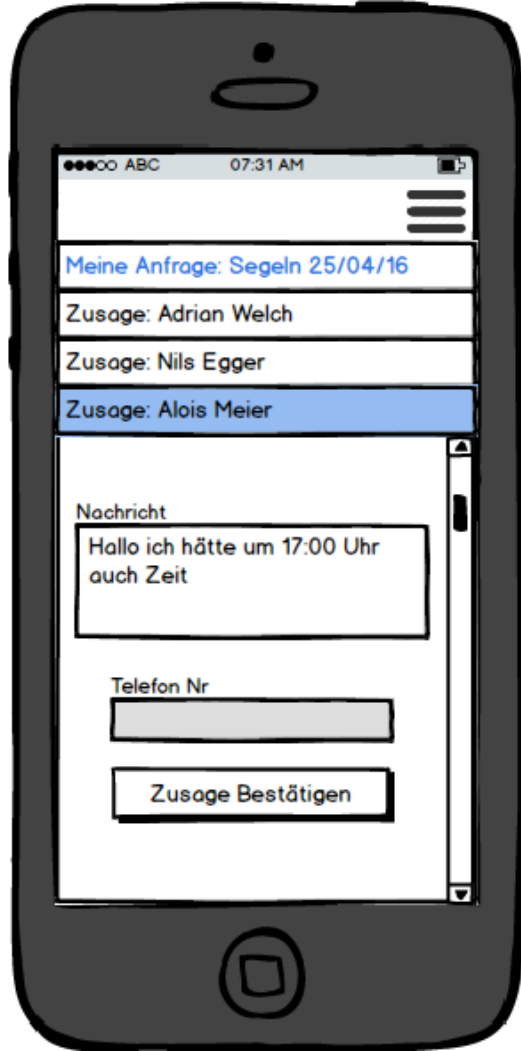 ABC 07:31 AM
Meine Anfrage: Segeln 25/04/16
Zusage: Adrian Welch
Zusage: Nils Egger
Zusage: Alois Meier
Nachricht
Hallo ich hätte um 17:00 Uhr
auch Zeit
Telefon Nr
Zusage Bestätigen